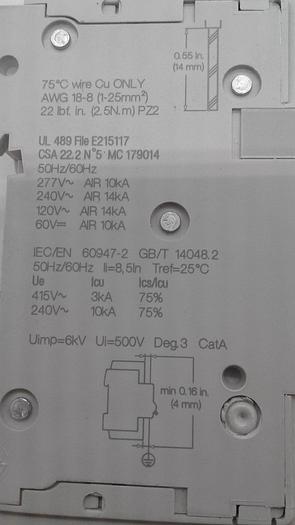 0.55 in.
(14 mm)
75°C wire Cu ONLY
AWG 18-8 (1-25mm²)
22 lbf. in. (2,5N.m) PZ2
UL 489 File E215117
CSA 22.2 N°5 MC 179014
50Hz/60Hz
277V~ AIR 10kA
240V~ AIR 14kA
120V~ AIR 14kA
60V⎓ AIR 10kA
IEC/EN 60947-2 GB/T 14048.2
50Hz/60Hz Ii=8,5In Tref=25°C
Ue Icu Ics/Icu
415V~ 3kA 75%
240V~ 10kA 75%
Uimp=6kV Ui=500V Deg.3 CatA
min 0.16 in.
(4 mm)